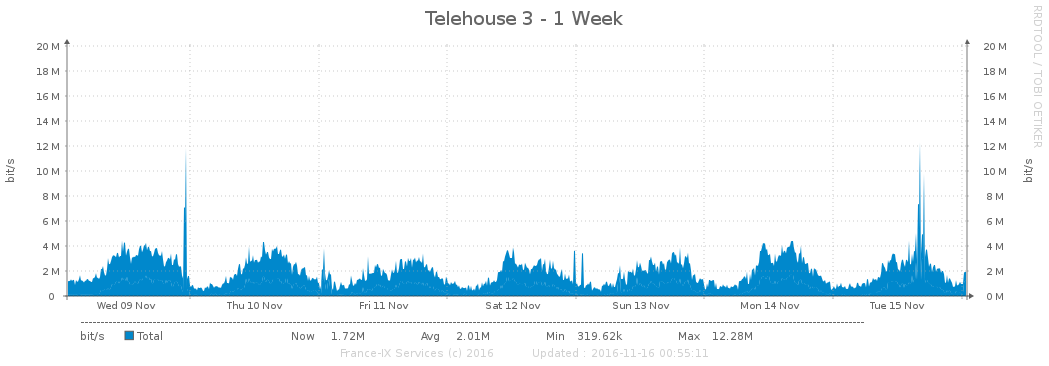 Telehouse 3 - 1 Week
RRDTOOL / TOBI OETIKER
bit/s
20 M 20 M
18 M 18 M
16 M 16 M
14 M 14 M
12 M 12 M
10 M 10 M
8 M 8 M
6 M 6 M
4 M 4 M
2 M 2 M
0 0 M
bit/s
Wed 09 Nov Thu 10 Nov Fri 11 Nov Sat 12 Nov Sun 13 Nov Mon 14 Nov Tue 15 Nov
bit/s Total Now 1.72M Avg 2.01M Min 319.62k Max 12.28M
France-IX Services (c) 2016 Updated : 2016-11-16 00:55:11